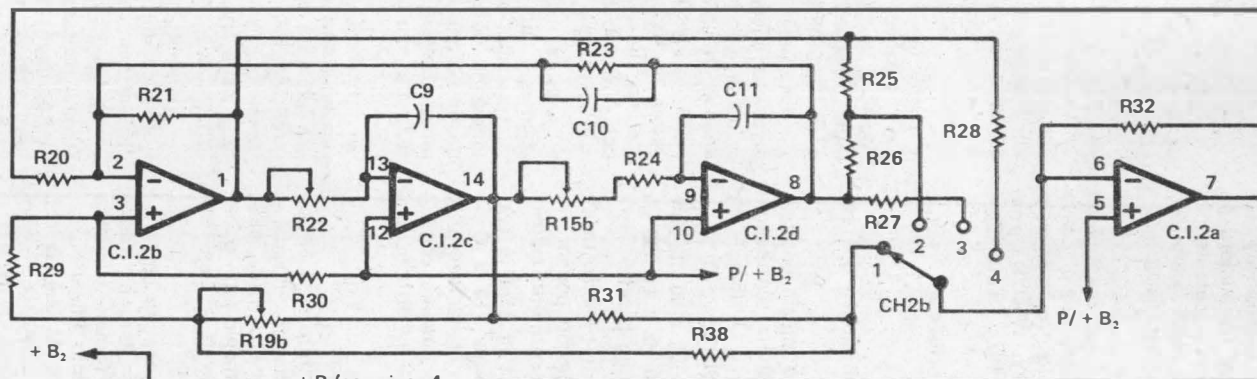 R23
R25
R21
C9
C10
C11
R28
R32
R20
2
1
13
14
R24
R26
8
6
7
3
R22
12
R15b
9
10
R27
5
C.I.2b
C.I.2c
C.I.2d
2
3
4
C.I.2a
R29
R30
P/ + B₂
1
CH2b
P/ + B₂
R31
R19b
R38
+ B₂